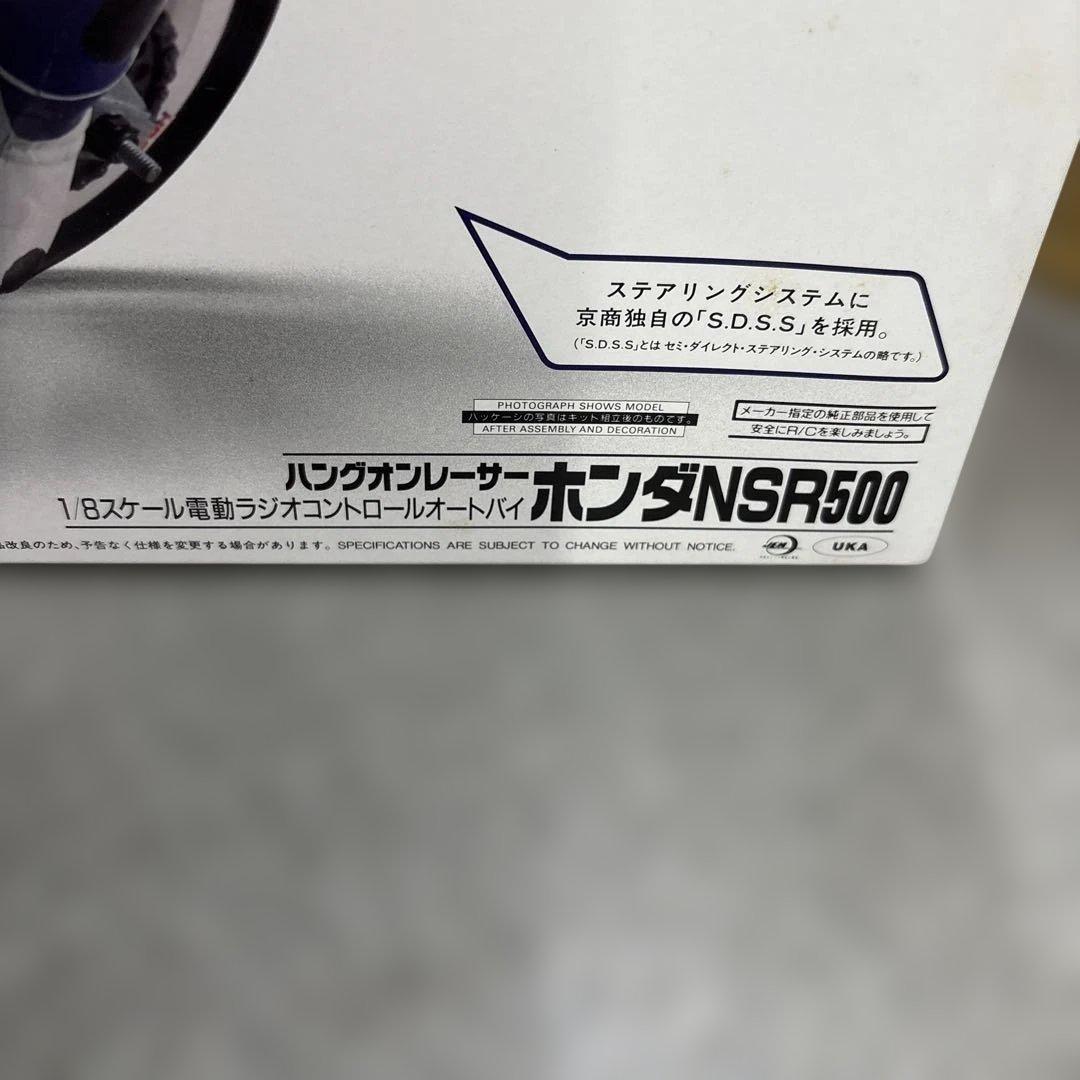 ステアリングシステムに
京商独自の「S.D.S.S」を採用。
(「S.D.S.S」とは セミ・ダイレクト・ステアリング・システムの略です。)
PHOTOGRAPH SHOWS MODEL
パッケージの写真はキット組立後のものです。
AFTER ASSEMBLY AND DECORATION
メーカー指定の純正部品を使用して
安全にR/Cを楽しみましょう。
ハングオンレーサー
1/8スケール電動ラジオコントロールオートバイ
ホンダNSR500
改良のため、予告なく仕様を変更する場合があります。 SPECIFICATIONS ARE SUBJECT TO CHANGE WITHOUT NOTICE.
UKA